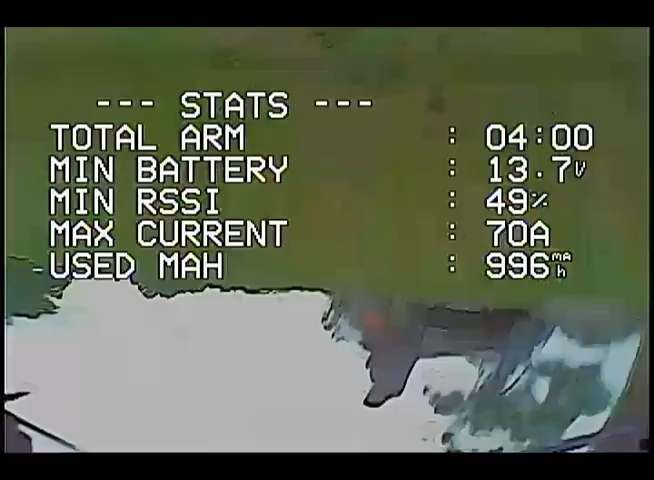 --- STATS ---
TOTAL ARM : 04:00
MIN BATTERY : 13.7V
MIN RSSI : 49%
MAX CURRENT : 70A
USED MAH : 996mAh